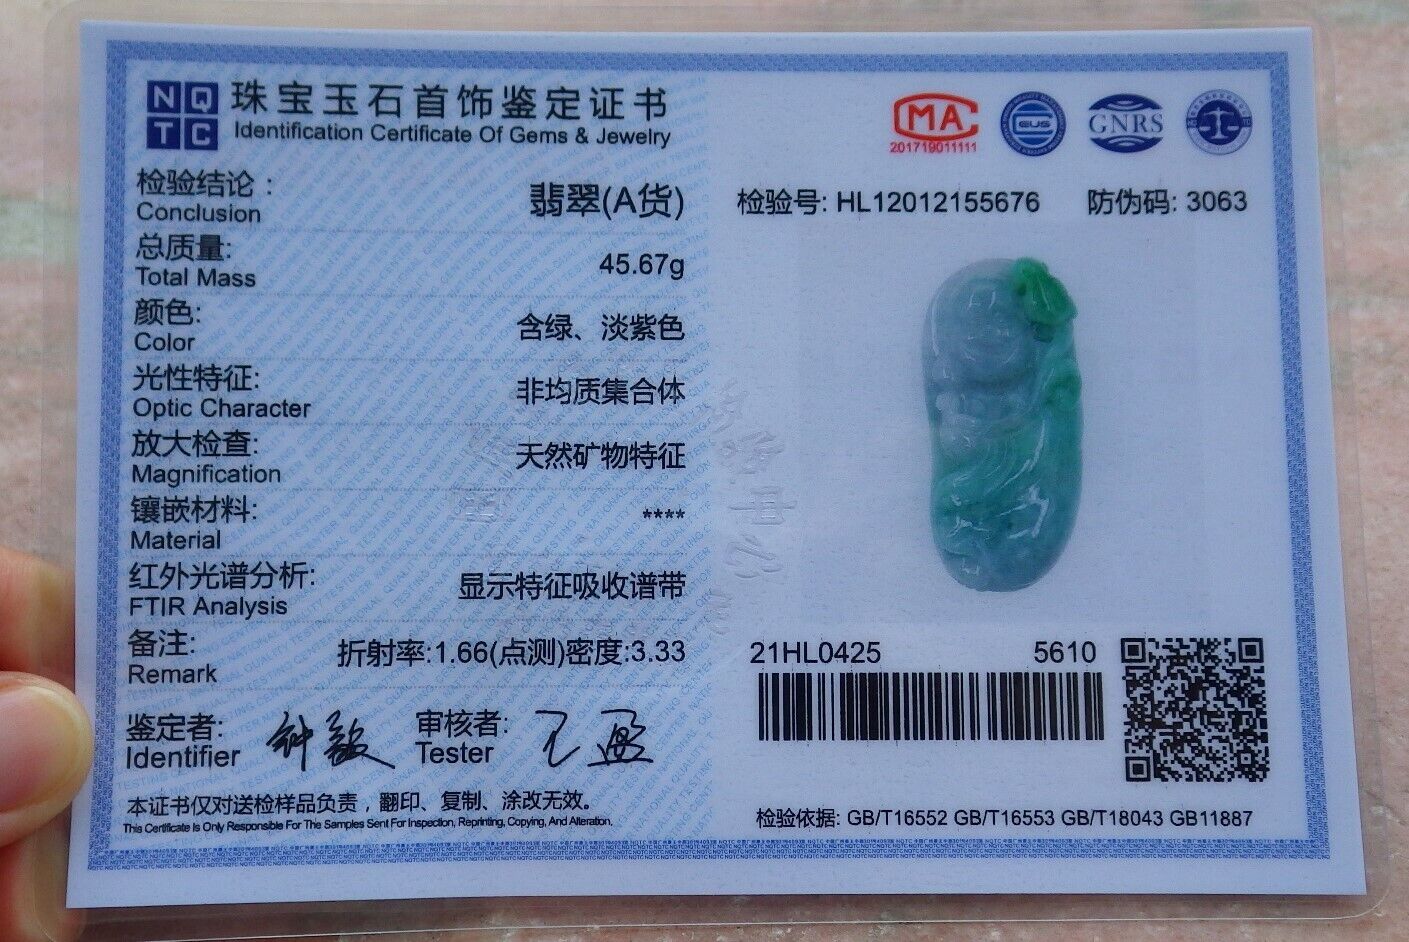 NQ
TC
珠宝玉石首饰鉴定证书
Identification Certificate Of Gems & Jewelry
检验结论： 翡翠(A货)
Conclusion
总质量: 45.67g
Total Mass
颜色: 含绿、淡紫色
Color
光性特征: 非均质集合体
Optic Character
放大检查: 天然矿物特征
Magnification
镶嵌材料: ****
Material
红外光谱分析: 显示特征吸收谱带
FTIR Analysis
备注: 折射率:1.66(点测)密度:3.33
Remark
鉴定者: 审核者:
Identifier Tester
本证书仅对送检样品负责，翻印、复制、涂改无效。
This Certificate Is Only Responsible For The Samples Sent For Inspection, Reprinting, Copying, And Alteration.
MA
201719011111
GNRS
检验号: HL12012155676 防伪码: 3063
21HL0425 5610
检验依据: GB/T16552 GB/T16553 GB/T18043 GB11887